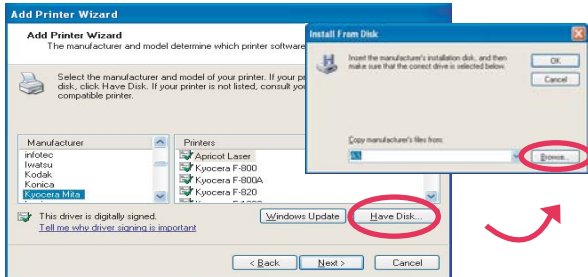 Add Printer Wizard
Add Printer Wizard
The manufacturer and model determine which printer software
Select the manufacturer and model of your printer. If your pr
disk, click Have Disk. If your printer is not listed, consult you
compatible printer.
Manufacturer
infotec
Iwatsu
Kodak
Konica
Kyocera Mita
Printers
Apricot Laser
Kyocera F-800
Kyocera F-800A
Kyocera F-820
This driver is digitally signed.
Tell me why driver signing is important
Windows Update
Have Disk...
< Back
Next >
Cancel
Install From Disk
Insert the manufacturer's installation disk, and then
make sure that the correct drive is selected below.
OK
Cancel
Copy manufacturer's files from:
Browse...